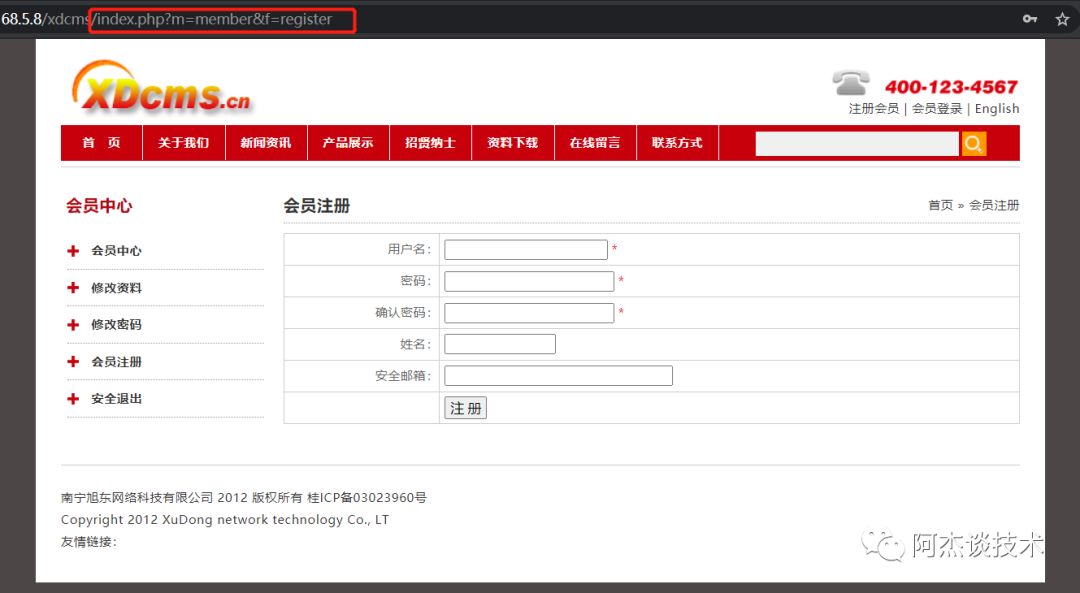 68.5.8/xdcms/index.php?m=member&f=register
XDcms.cn
400-123-4567
注册会员 | 会员登录 | English
首 页 关于我们 新闻资讯 产品展示 招贤纳士 资料下载 在线留言 联系方式
会员中心
会员中心
修改资料
修改密码
会员注册
安全退出
会员注册
首页 » 会员注册
用户名: *
密码: *
确认密码: *
姓名:
安全邮箱:
注 册
南宁旭东网络科技有限公司 2012 版权所有 桂ICP备03023960号
Copyright 2012 XuDong network technology Co., LT
友情链接:
阿杰谈技术